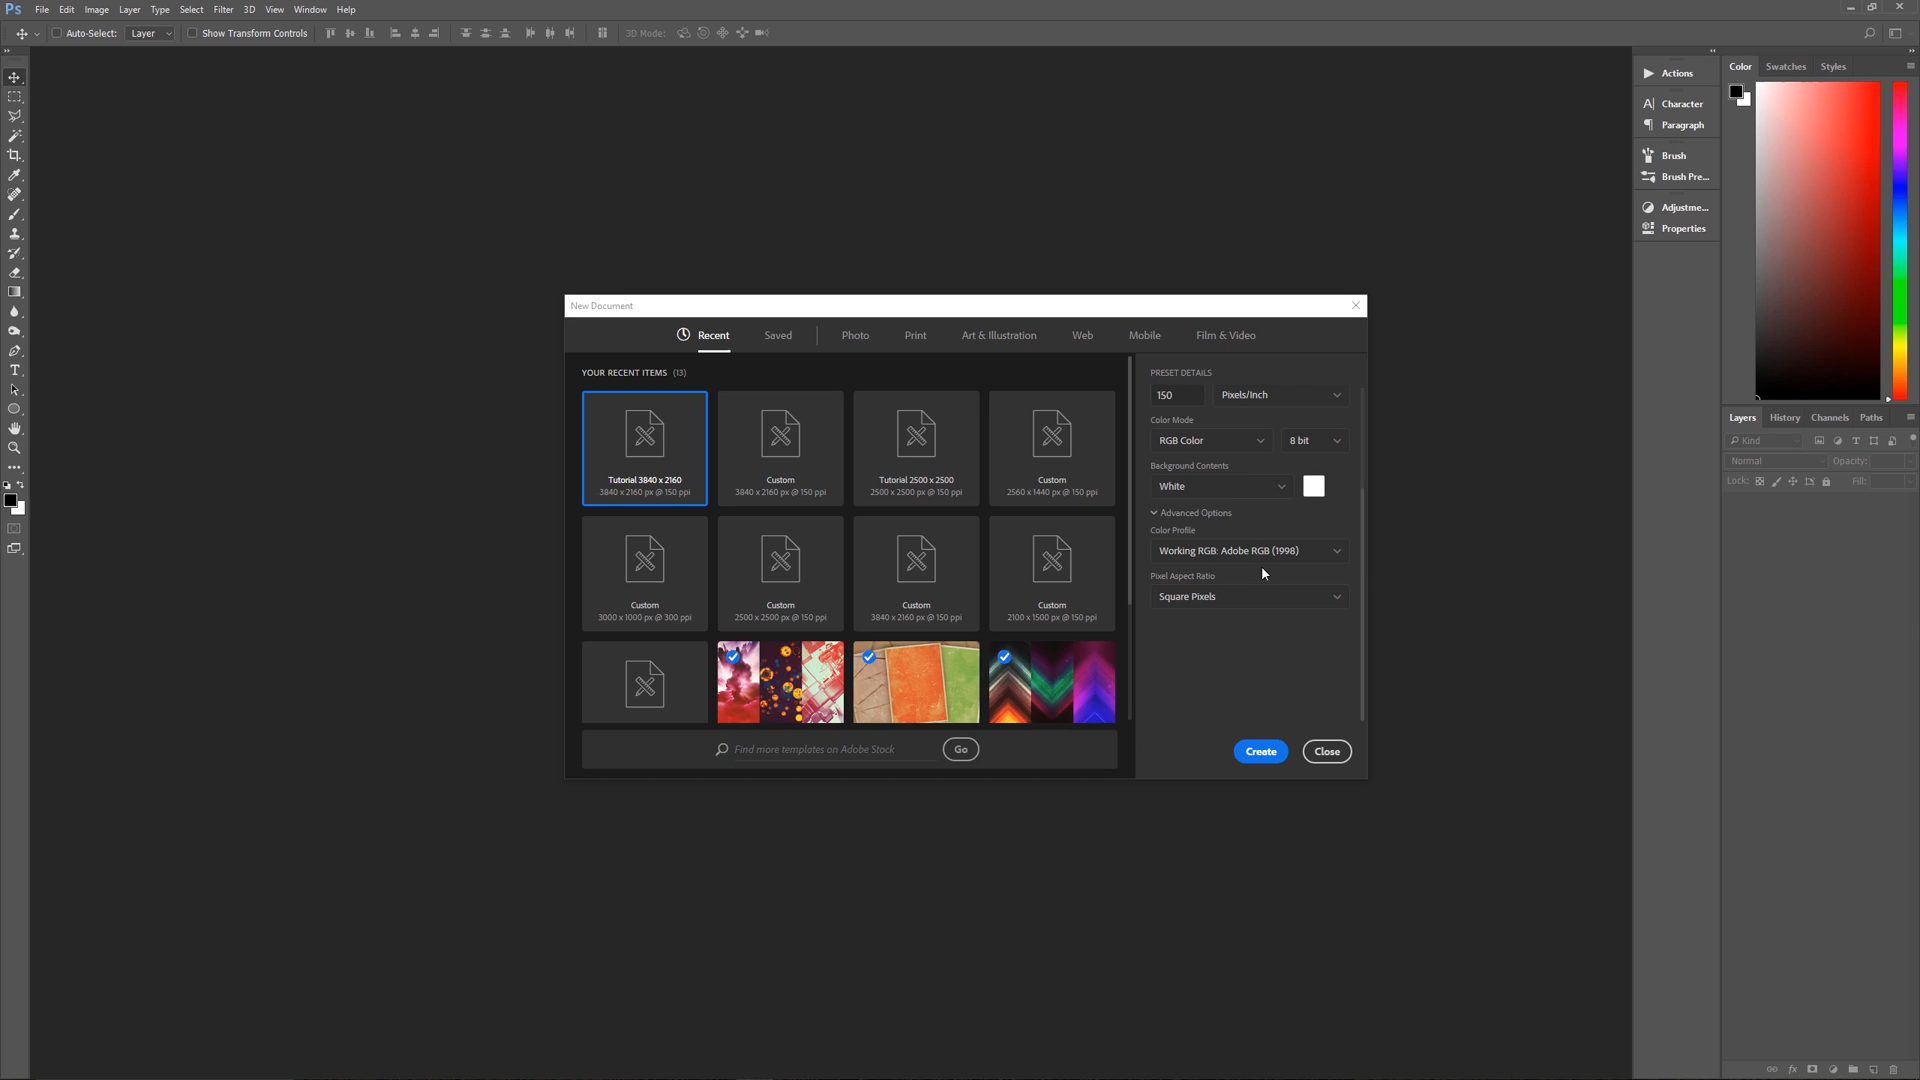 Ps File Edit Image Layer Type Select Filter 3D View Window Help
Auto-Select: Layer Show Transform Controls 3D Mode:
Actions
Character
Paragraph
Brush
Brush Pre...
Adjustme...
Properties
Color Swatches Styles
New Document
Recent Saved Photo Print Art & Illustration Web Mobile Film & Video
YOUR RECENT ITEMS (13)
Tutorial 3840 x 2160
3840 x 2160 px @ 150 ppi
Custom
3840 x 2160 px @ 150 ppi
Tutorial 2500 x 2500
2500 x 2500 px @ 150 ppi
Custom
2560 x 1440 px @ 150 ppi
Custom
3000 x 1000 px @ 300 ppi
Custom
2500 x 2500 px @ 150 ppi
Custom
3840 x 2160 px @ 150 ppi
Custom
2100 x 1500 px @ 150 ppi
Find more templates on Adobe Stock Go
PRESET DETAILS
150 Pixels/Inch
Color Mode
RGB Color 8 bit
Background Contents
White
Advanced Options
Color Profile
Working RGB: Adobe RGB (1998)
Pixel Aspect Ratio
Square Pixels
Create Close
Layers History Channels Paths
Kind
Normal Opacity:
Lock: Fill: